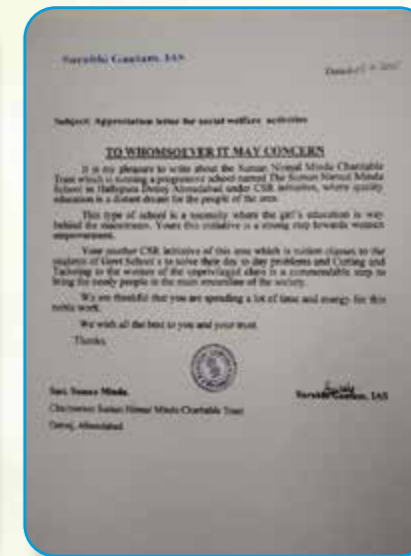 Surabhi Gautam, IAS
Subject: Appreciation letter for social welfare activities
TO WHOMSOEVER IT MAY CONCERN
It is my pleasure to write about the Suman Nirmal Minda Charitable
Trust which is running a progressive school named The Suman Nirmal Minda
School in Detroj Ahmedabad under CSR initiative, where quality
education is a distant dream for the people of the area.
This type of school is a necessity where the girl's education is way
behind the mainstream. Yours this initiative is a strong step towards women
empowerment.
Your another CSR initiative of this area which is tuition classes to the
students of Govt School s to solve their day to day problems and Cutting and
Tailoring to the women of the unprivileged class is a commendable step to
bring the needy people in the main streamline of the society.
We are thankful that you are spending a lot of time and energy for this
noble work.
We wish all the best to you and your trust.
Thanks.
Smt. Suman Minda,
Chairperson Suman Nirmal Minda Charitable Trust
Detroj, Ahmedabad
Surabhi Gautam, IAS